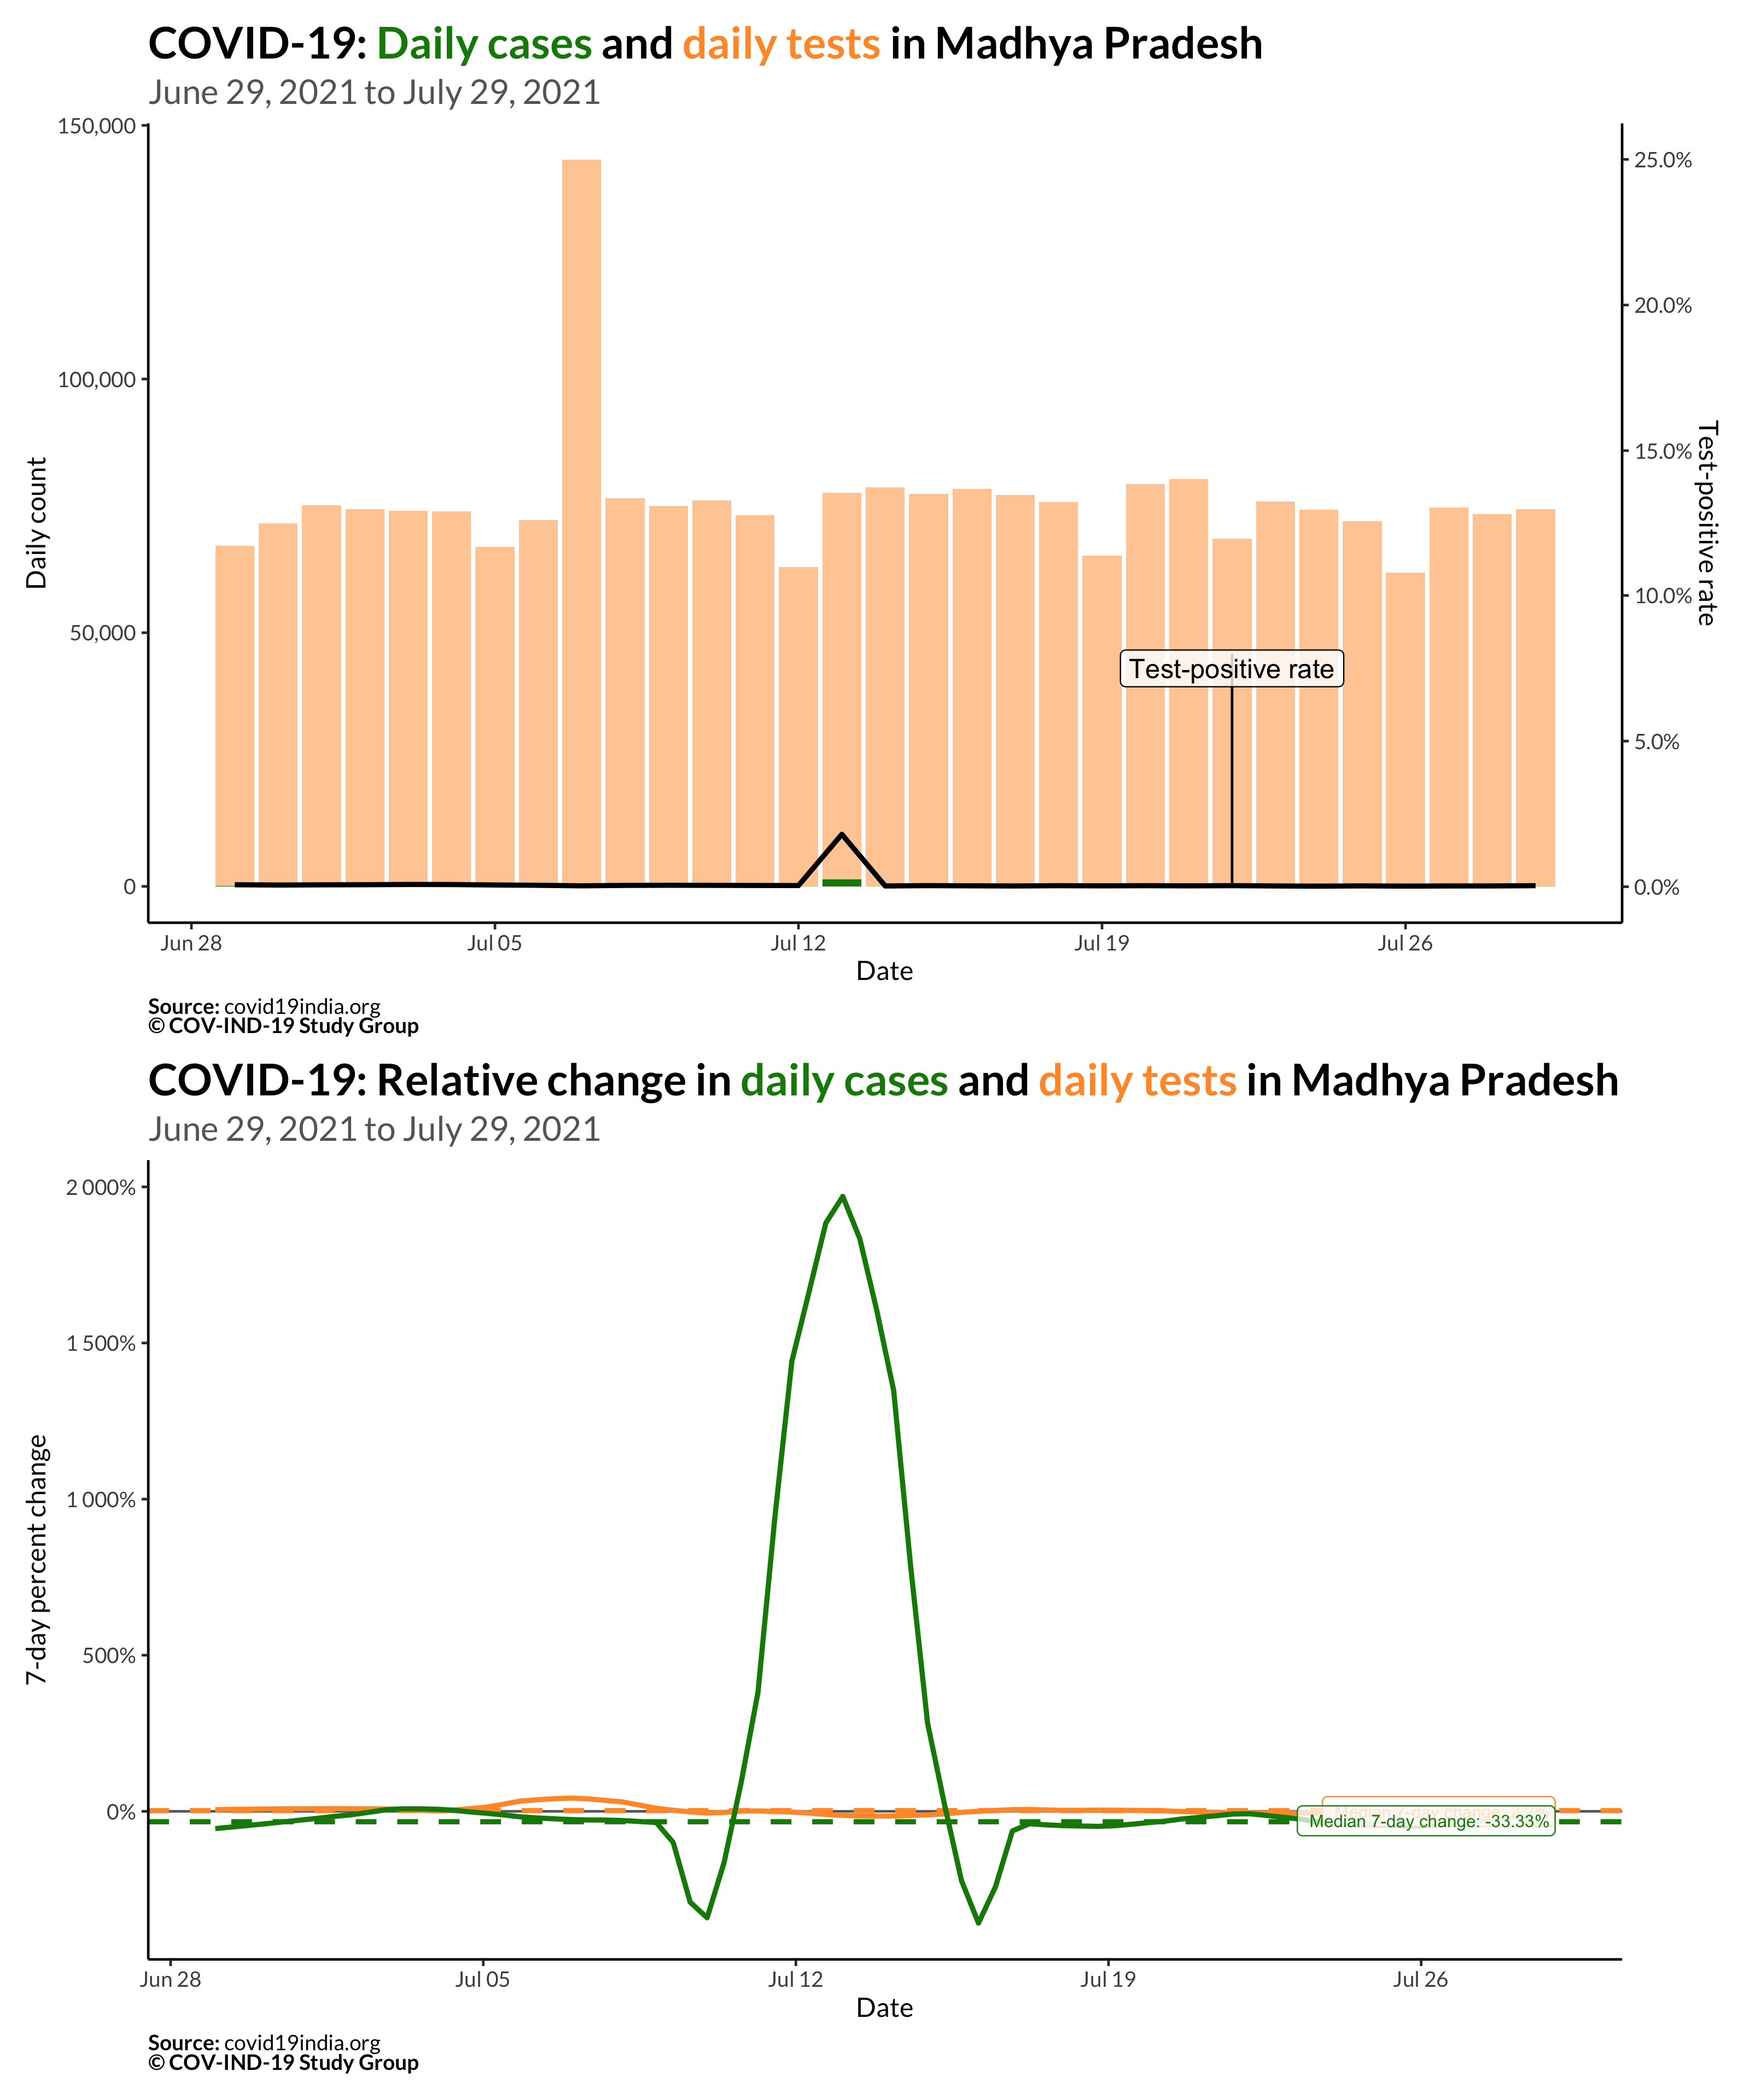 COVID-19: Daily cases and daily tests in Madhya Pradesh
June 29, 2021 to July 29, 2021
150,000
100,000
50,000
0
Daily count
25.0%
20.0%
15.0%
10.0%
5.0%
0.0%
Test-positive rate
Test-positive rate
Jun 28
Jul 05
Jul 12
Jul 19
Jul 26
Date
Source: covid19india.org
© COV-IND-19 Study Group
COVID-19: Relative change in daily cases and daily tests in Madhya Pradesh
June 29, 2021 to July 29, 2021
2 000%
1 500%
1 000%
500%
0%
7-day percent change
Median 7-day change:
Median 7-day change: -33.33%
Jun 28
Jul 05
Jul 12
Jul 19
Jul 26
Date
Source: covid19india.org
© COV-IND-19 Study Group